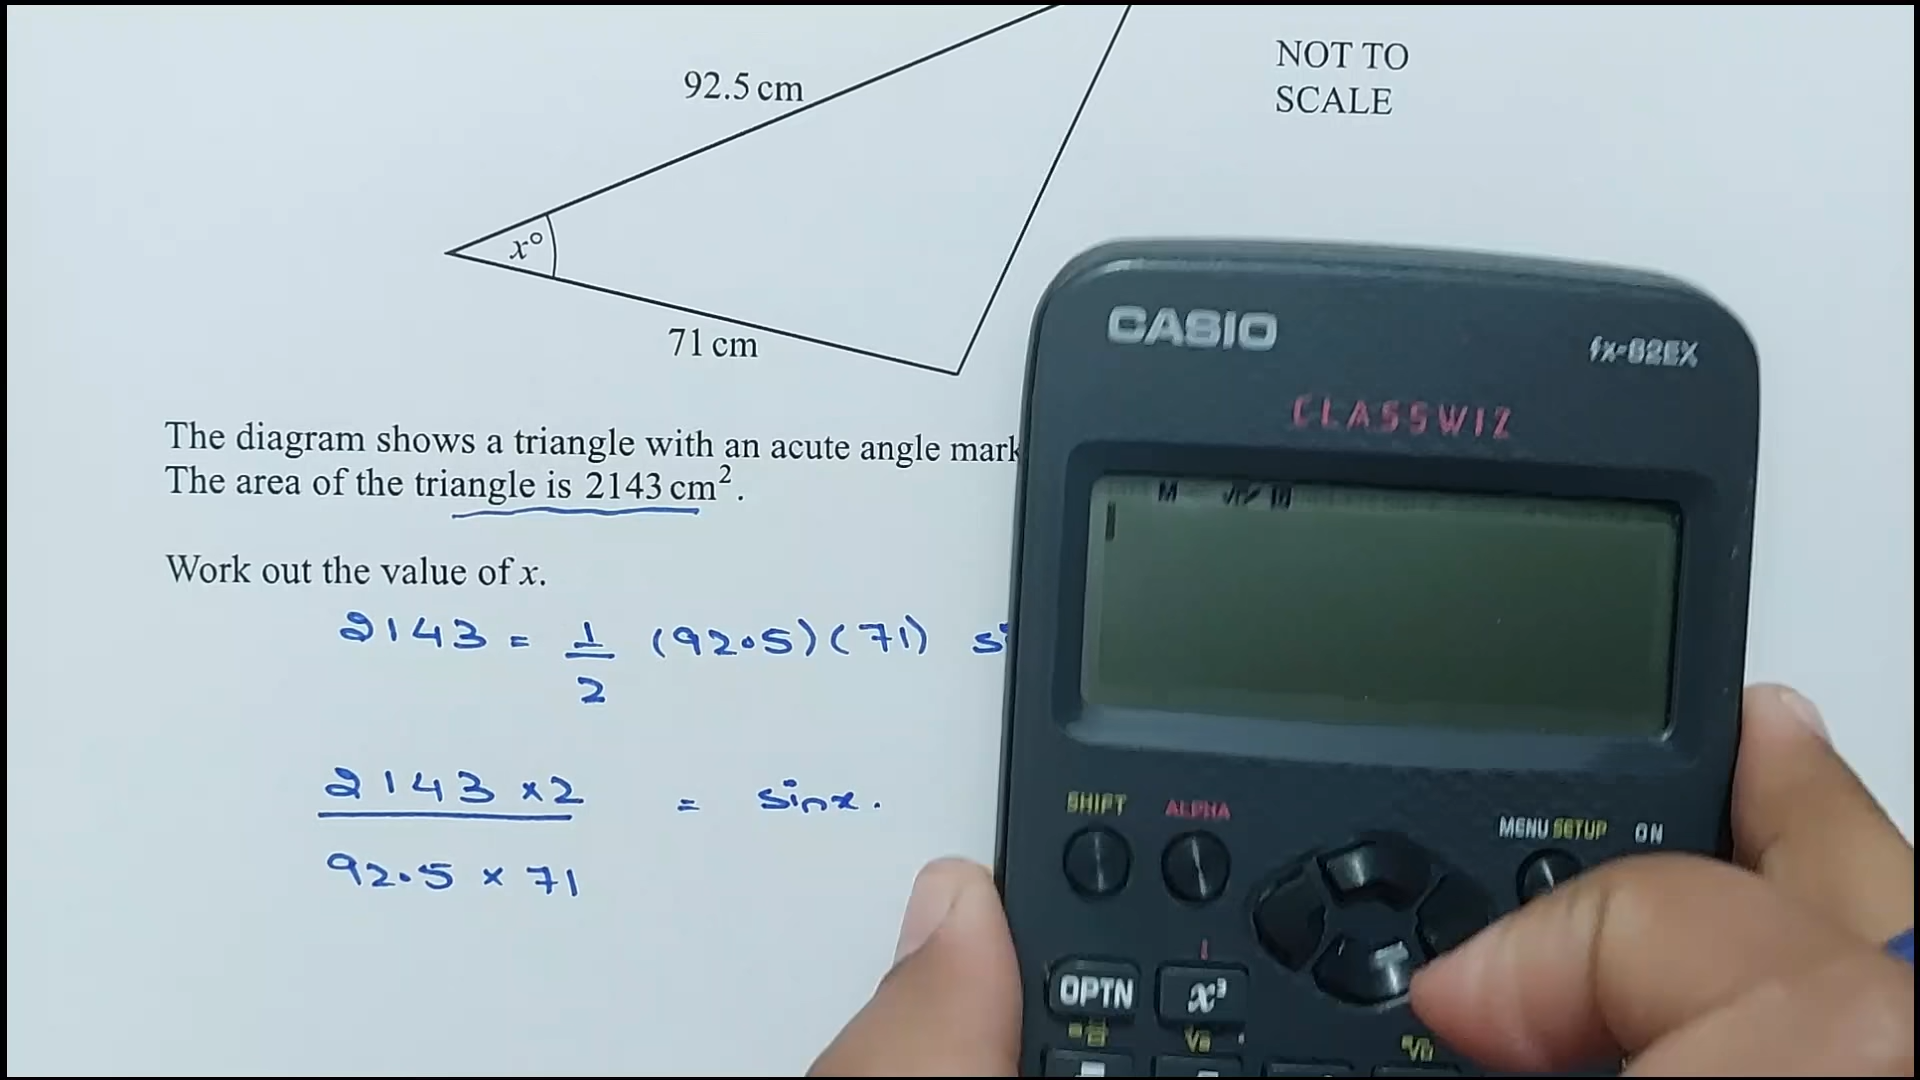 92.5 cm
NOT TO
SCALE
x°
71 cm
CASIO
fx-82EX
CLASSWIZ
The diagram shows a triangle with an acute angle mark
The area of the triangle is 2143 cm².
Work out the value of x.
2143 = 1/2 (92.5)(71) si
2143 ×2 / 92.5 × 71 = sinx.
SHIFT ALPHA MENU SETUP ON
OPTN x³